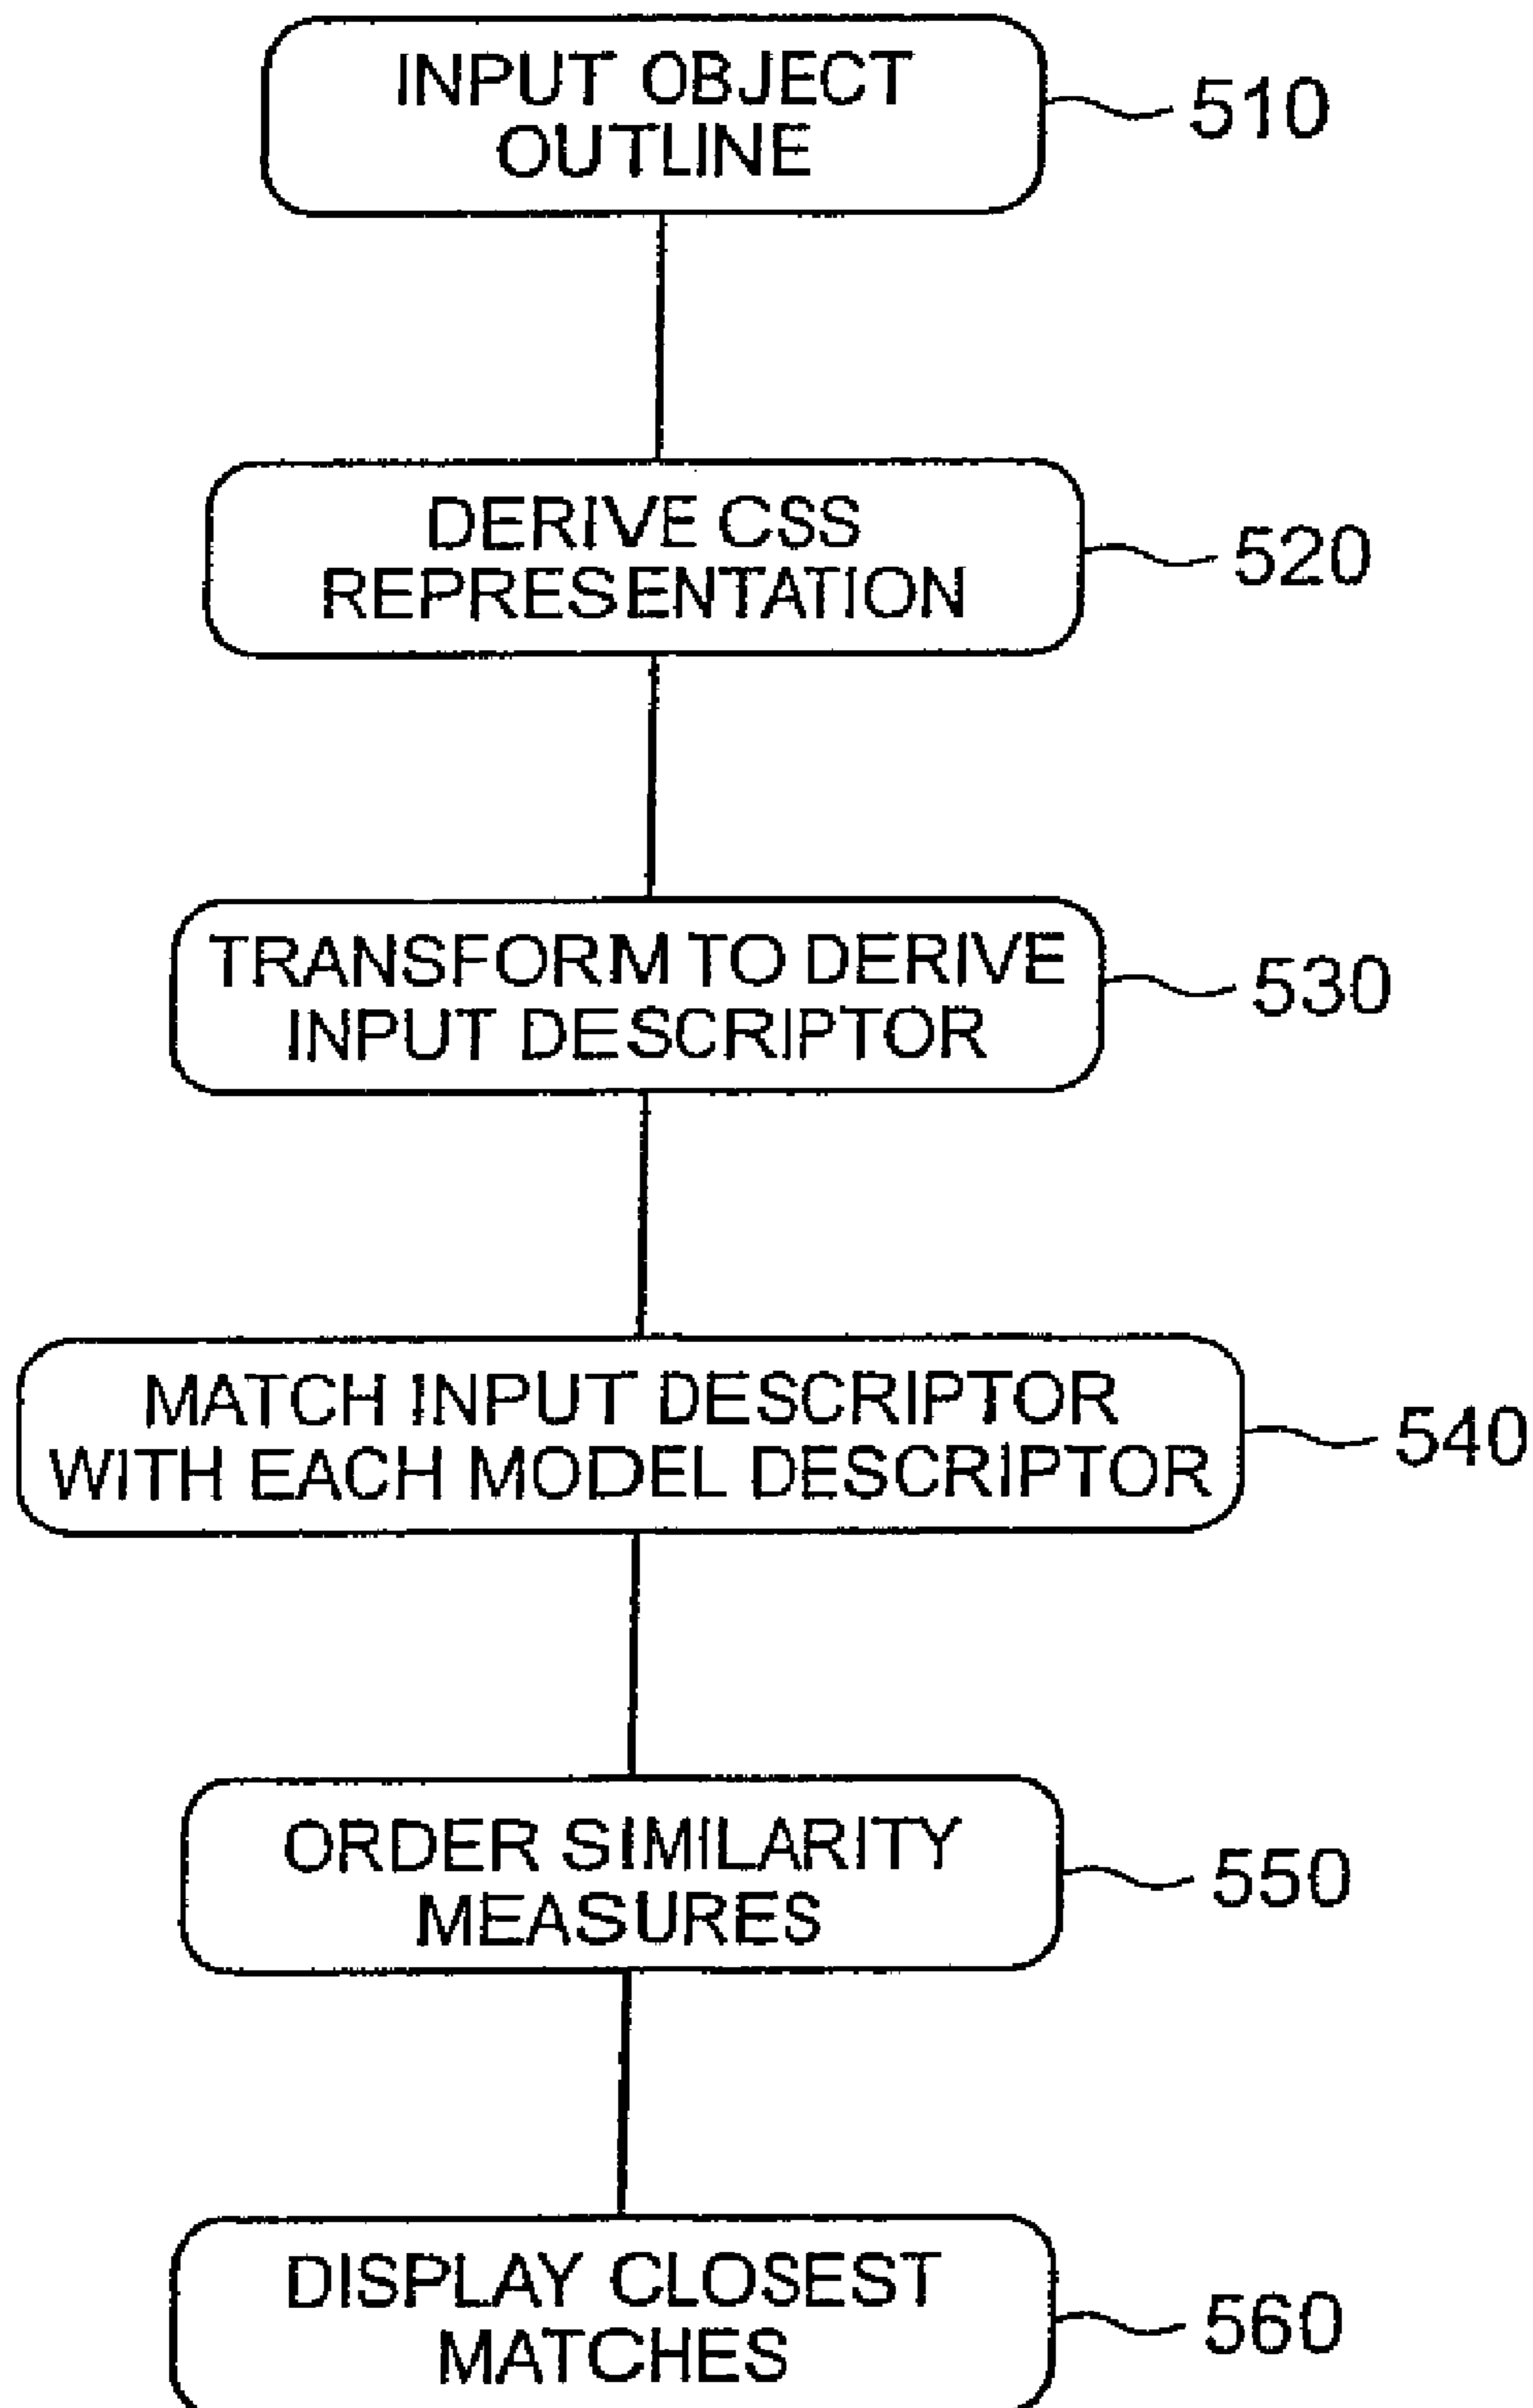 INPUT OBJECT
OUTLINE
510
DERIVE CSS
REPRESENTATION
520
TRANSFORM TO DERIVE
INPUT DESCRIPTOR
530
MATCH INPUT DESCRIPTOR
WITH EACH MODEL DESCRIPTOR
540
ORDER SIMILARITY
MEASURES
550
DISPLAY CLOSEST
MATCHES
560